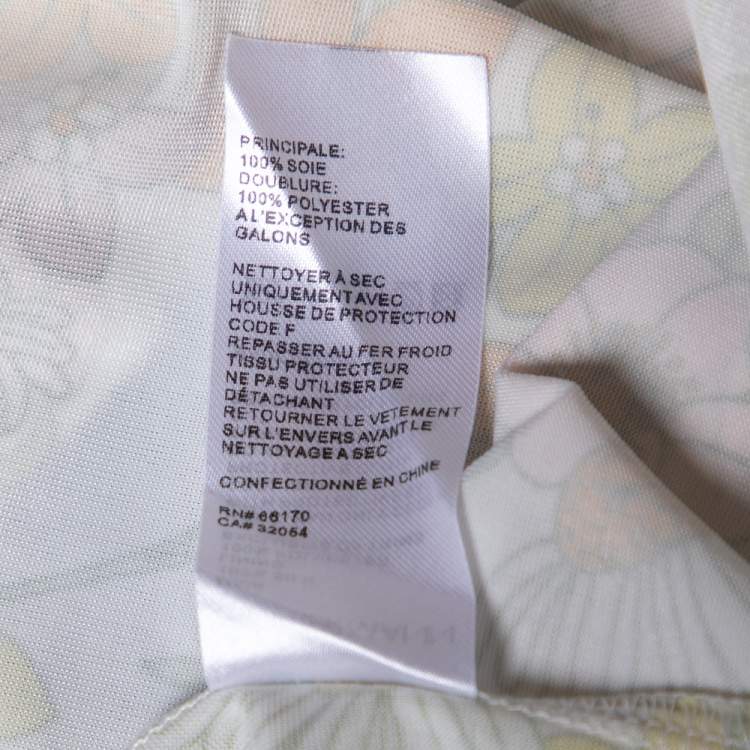 PRINCIPALE:
100% SOIE
DOUBLURE:
100% POLYESTER
A L'EXCEPTION DES
GALONS
NETTOYER À SEC
UNIQUEMENT AVEC
HOUSSE DE PROTECTION
CODE F
REPASSER AU FER FROID
TISSU PROTECTEUR
NE PAS UTILISER DE
DÉTACHANT
RETOURNER LE VETEMENT
SUR L'ENVERS AVANT LE
NETTOYAGE A SEC
CONFECTIONNÉ EN CHINE
RN# 66170
CA# 32054